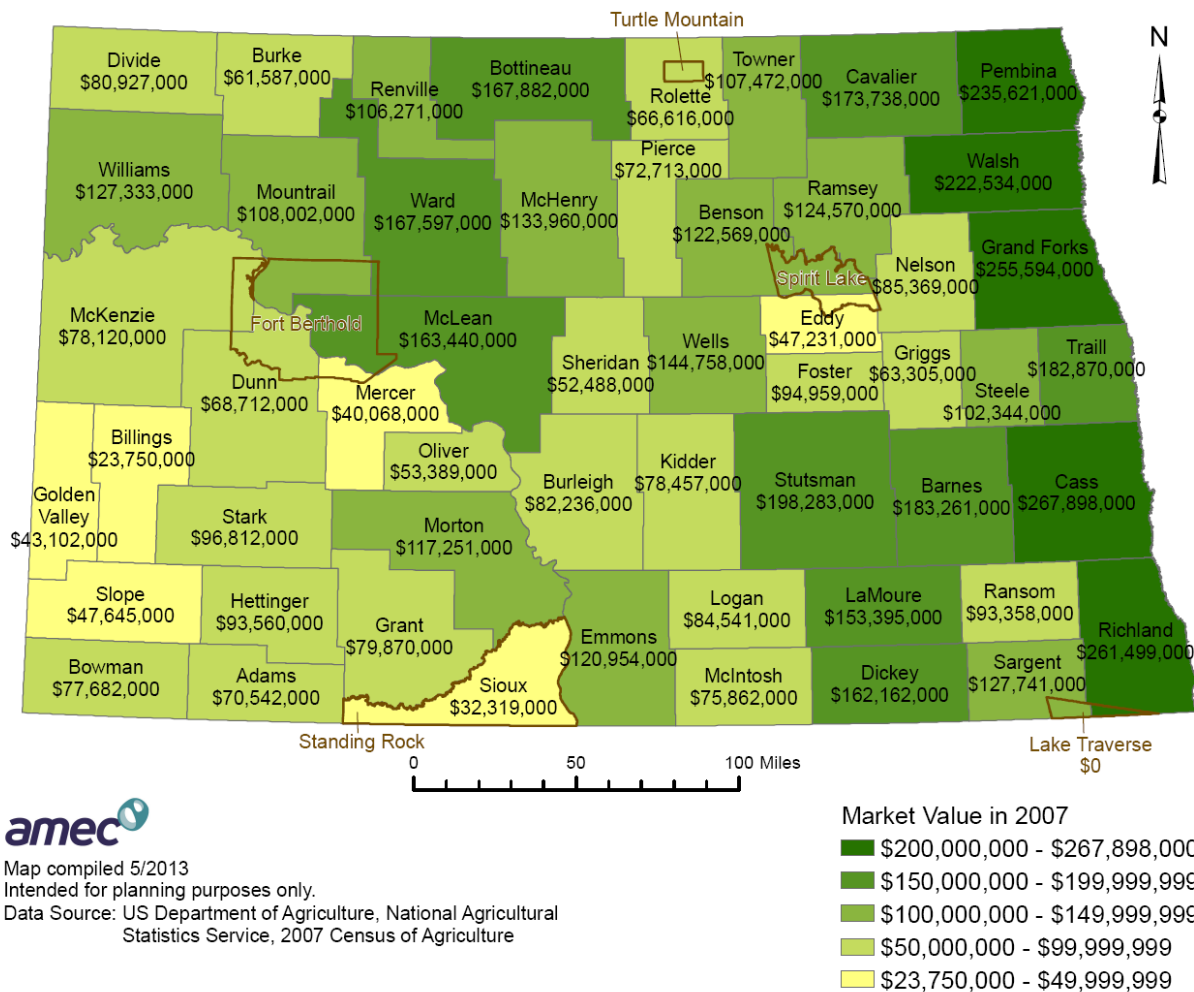 Turtle Mountain
N
Divide
$80,927,000
Burke
$61,587,000
Renville
$106,271,000
Bottineau
$167,882,000
Rolette
$66,616,000
Towner
$107,472,000
Cavalier
$173,738,000
Pembina
$235,621,000
Pierce
$72,713,000
Williams
$127,333,000
Mountrail
$108,002,000
Ward
$167,597,000
McHenry
$133,960,000
Benson
$122,569,000
Ramsey
$124,570,000
Walsh
$222,534,000
Spirit Lake
Nelson
$85,369,000
Grand Forks
$255,594,000
McKenzie
$78,120,000
Fort Berthold
McLean
$163,440,000
Sheridan
$52,488,000
Wells
$144,758,000
Eddy
$47,231,000
Foster
$94,959,000
Griggs
$63,305,000
Steele
$102,344,000
Traill
$182,870,000
Dunn
$68,712,000
Mercer
$40,068,000
Oliver
$53,389,000
Billings
$23,750,000
Golden
Valley
$43,102,000
Stark
$96,812,000
Morton
$117,251,000
Burleigh
$82,236,000
Kidder
$78,457,000
Stutsman
$198,283,000
Barnes
$183,261,000
Cass
$267,898,000
Slope
$47,645,000
Hettinger
$93,560,000
Grant
$79,870,000
Emmons
$120,954,000
Logan
$84,541,000
LaMoure
$153,395,000
Ransom
$93,358,000
Richland
$261,499,000
Bowman
$77,682,000
Adams
$70,542,000
Sioux
$32,319,000
McIntosh
$75,862,000
Dickey
$162,162,000
Sargent
$127,741,000
Standing Rock
Lake Traverse
$0
0 50 100 Miles
amec
Map compiled 5/2013
Intended for planning purposes only.
Data Source: US Department of Agriculture, National Agricultural
Statistics Service, 2007 Census of Agriculture
Market Value in 2007
$200,000,000 - $267,898,000
$150,000,000 - $199,999,999
$100,000,000 - $149,999,999
$50,000,000 - $99,999,999
$23,750,000 - $49,999,999